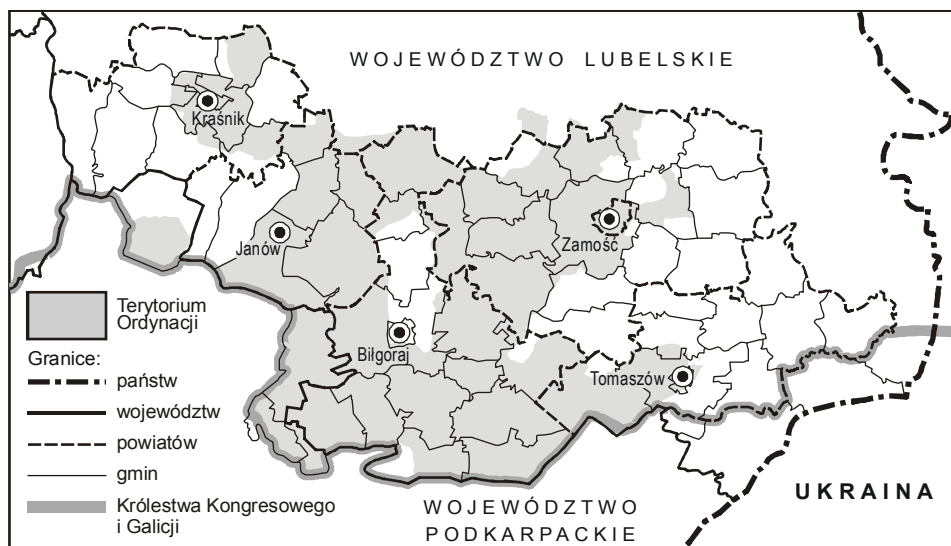 WOJEWÓDZTWO LUBELSKIE
Kraśnik
Janów
Zamość
Terytorium
Ordynacji
Granice:
Biłgoraj
Tomaszów
państw
województw
powiatów
gmin
Królestwa Kongresowego
i Galicji
WOJEWÓDZTWO
PODKARPACKIE
UKRAINA